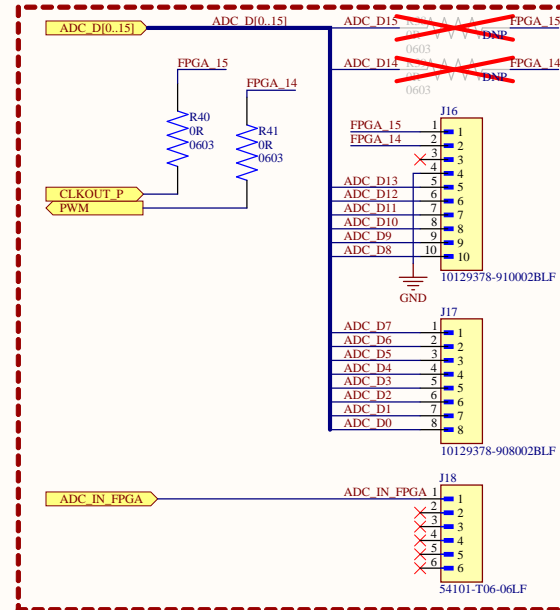 ADC_D[0..15] ADC_D[0..15] ADC_D15 FPGA_15
0R DNP
0603
FPGA_15 ADC_D14 FPGA_14
0R DNP
0603
FPGA_14
R40
0R
0603
R41
0R
0603
CLKOUT_P
PWM
J16
FPGA_15 1 1
FPGA_14 2 2
3 3
4 4
ADC_D13 5 5
ADC_D12 6 6
ADC_D11 7 7
ADC_D10 8 8
ADC_D9 9 9
ADC_D8 10 10
10129378-910002BLF
GND
J17
ADC_D7 1 1
ADC_D6 2 2
ADC_D5 3 3
ADC_D4 4 4
ADC_D3 5 5
ADC_D2 6 6
ADC_D1 7 7
ADC_D0 8 8
10129378-908002BLF
J18
ADC_IN_FPGA ADC_IN_FPGA 1 1
2 2
3 3
4 4
5 5
6 6
54101-T06-06LF